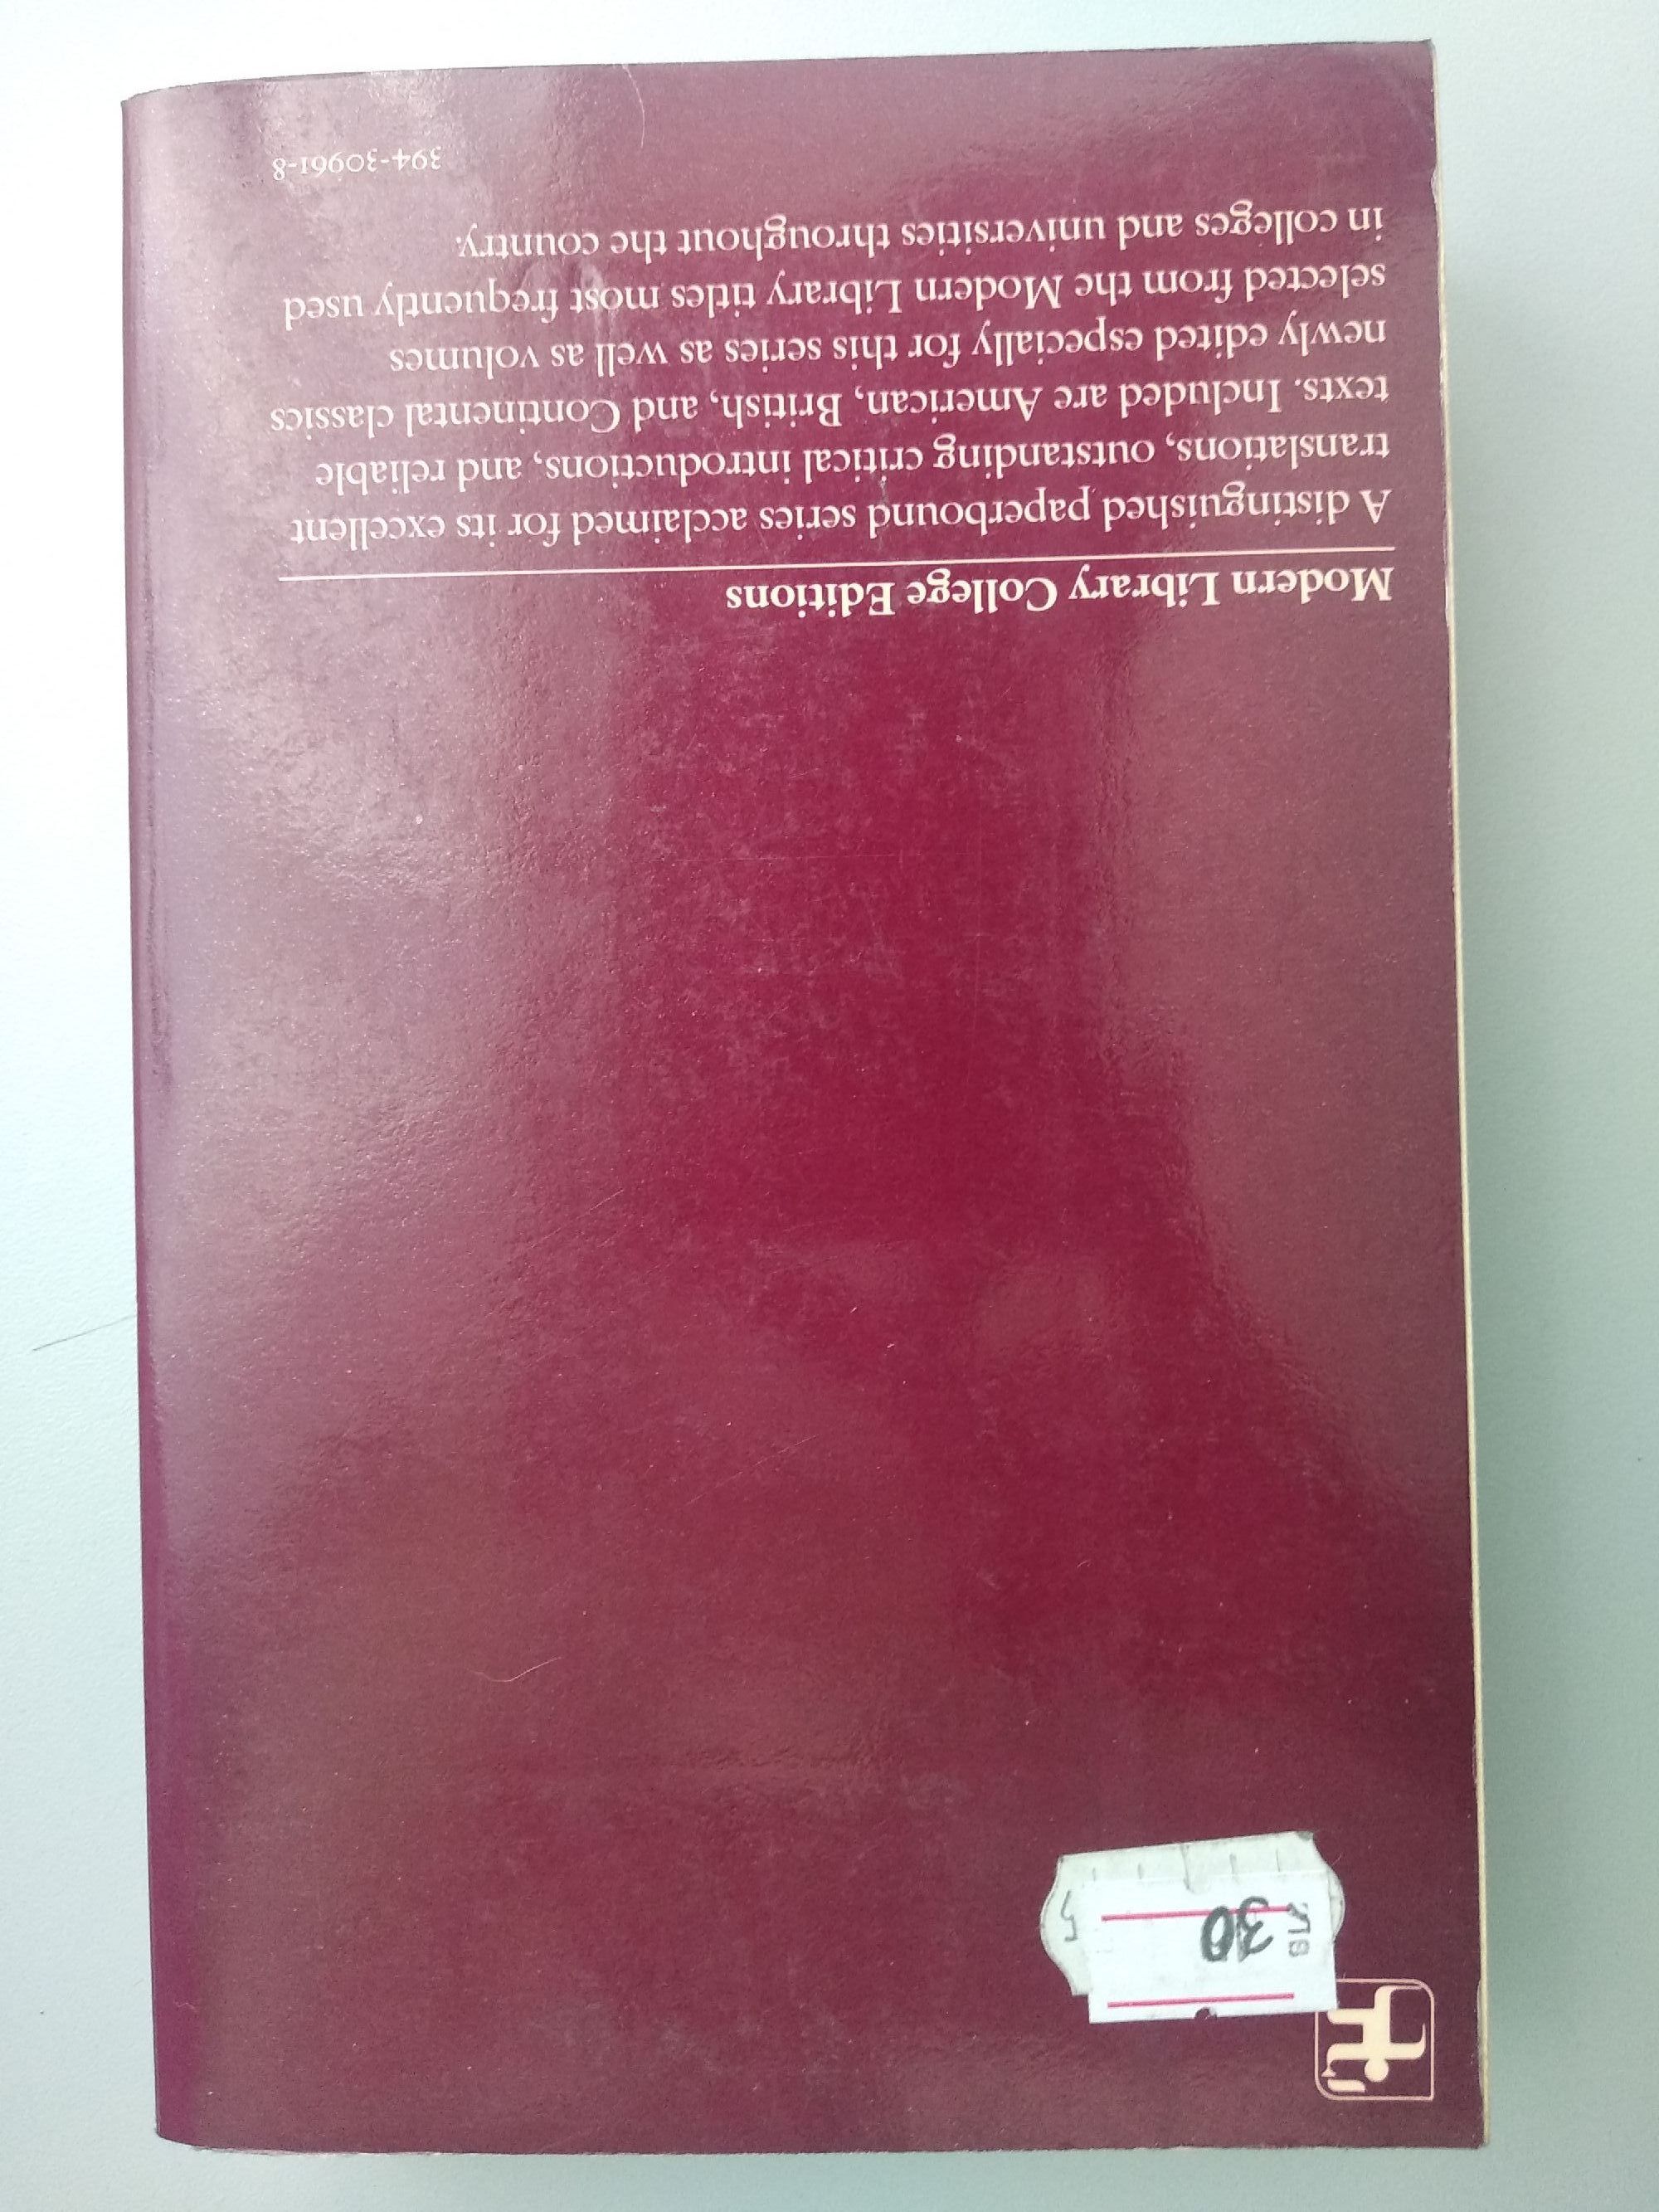 30
Modern Library College Editions
A distinguished paperbound series acclaimed for its excellent
translations, outstanding critical introductions, and reliable
texts. Included are American, British, and Continental classics
newly edited especially for this series as well as volumes
selected from the Modern Library titles most frequently used
in colleges and universities throughout the country.
394-30961-8